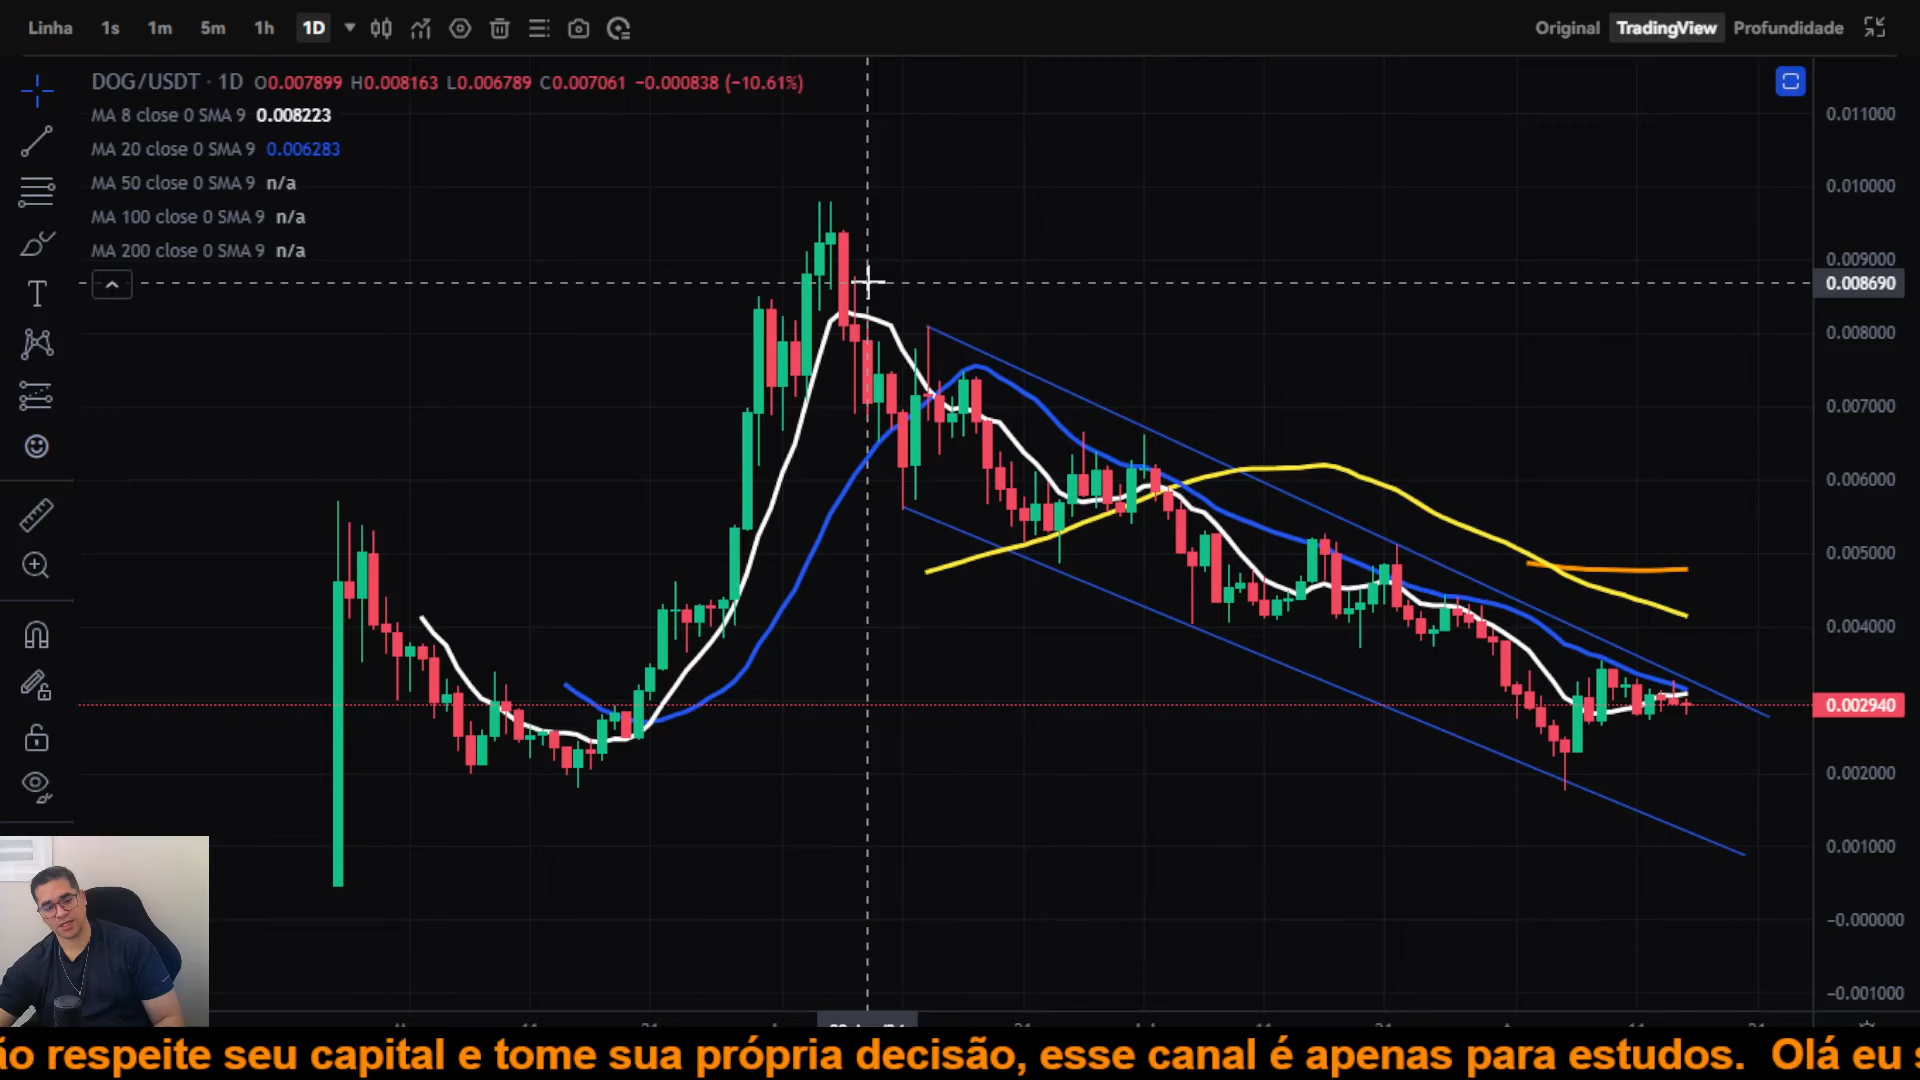 Linha 1s 1m 5m 1h 1D Original TradingView Profundidade
DOG/USDT · 1D O0.007899 H0.008163 L0.006789 C0.007061 −0.000838 (−10.61%)
MA 8 close 0 SMA 9 0.008223
MA 20 close 0 SMA 9 0.006283
MA 50 close 0 SMA 9 n/a
MA 100 close 0 SMA 9 n/a
MA 200 close 0 SMA 9 n/a
0.011000
0.010000
0.009000
0.008690
0.008000
0.007000
0.006000
0.005000
0.004000
0.002940
0.002000
0.001000
-0.000000
-0.001000
ão respeite seu capital e tome sua própria decisão, esse canal é apenas para estudos. Olá eu s